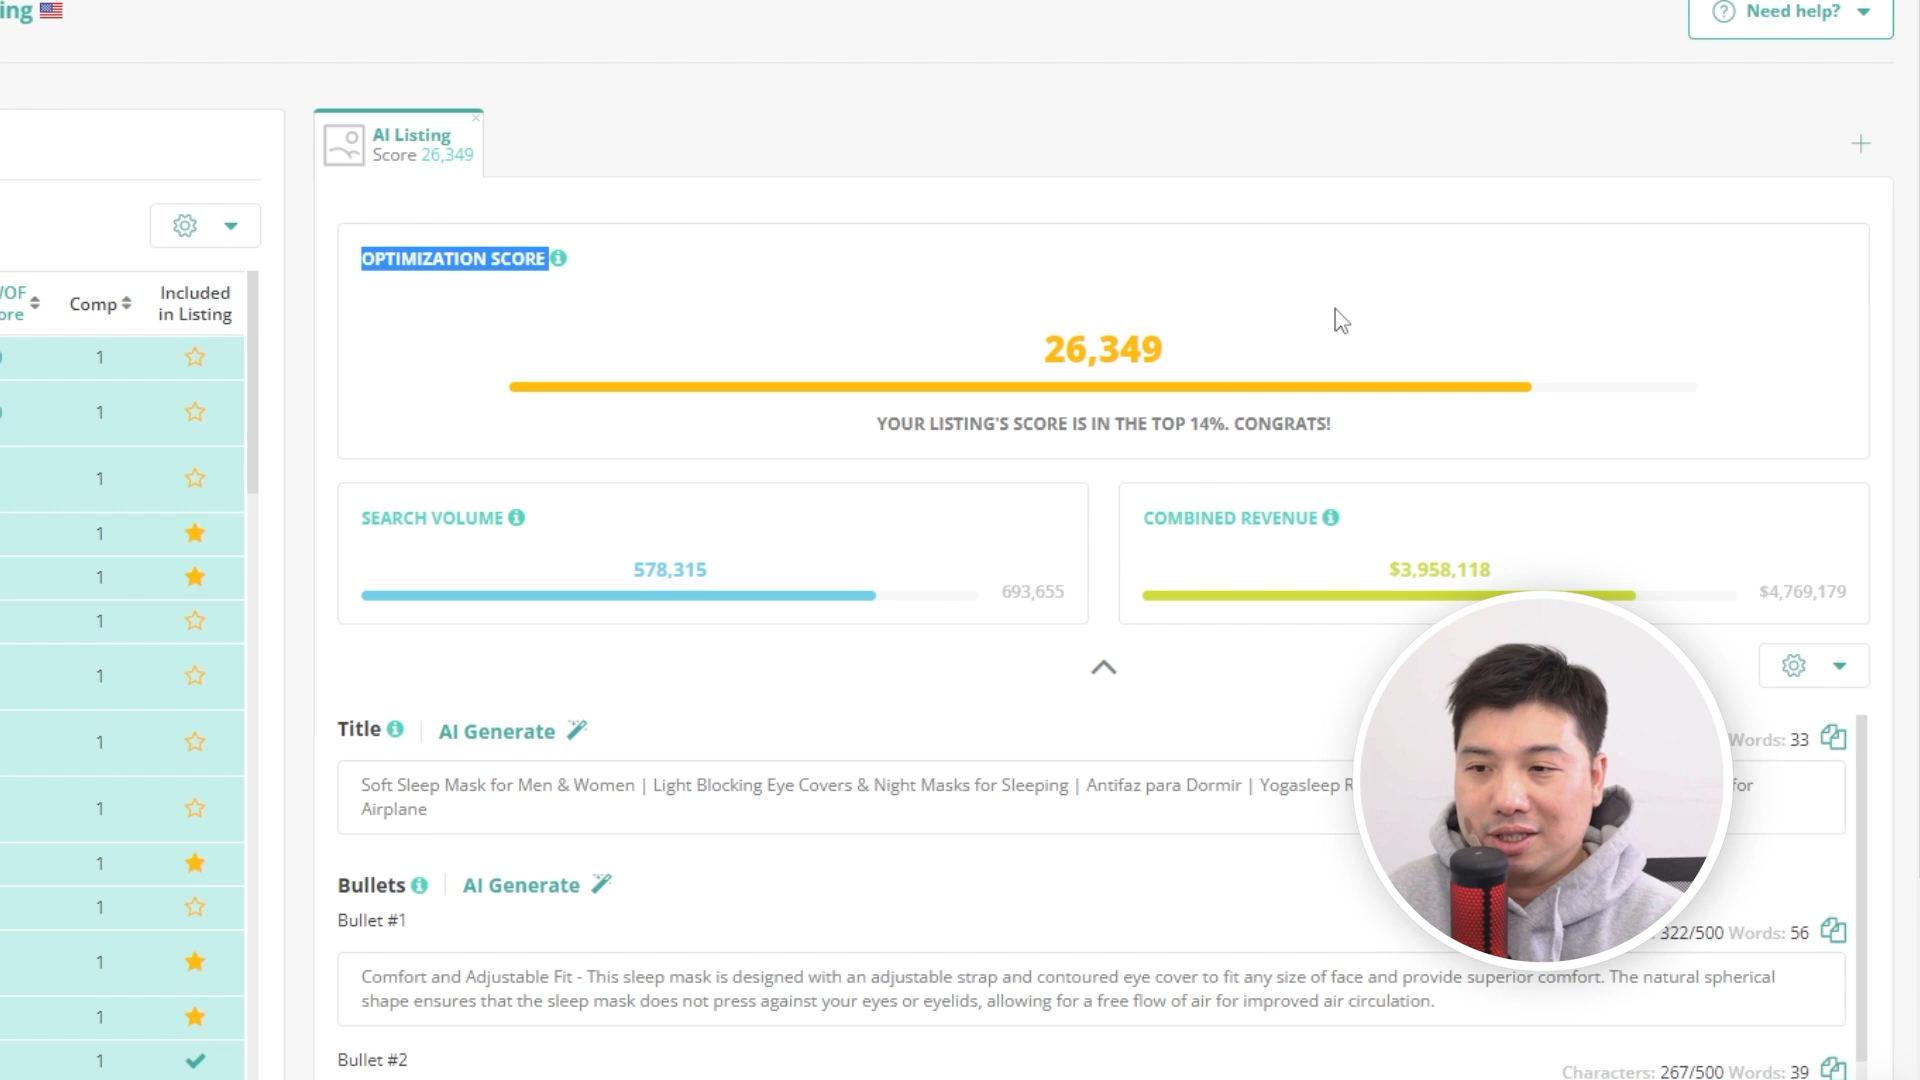 ing
Need help?
AI Listing
Score 26,349
OPTIMIZATION SCORE
Comp
Included
in Listing
26,349
YOUR LISTING'S SCORE IS IN THE TOP 14%. CONGRATS!
1
1
1
1
1
1
1
1
1
1
1
1
1
1
SEARCH VOLUME
578,315
693,655
COMBINED REVENUE
$3,958,118
$4,769,179
Title
AI Generate
Words: 33
Soft Sleep Mask for Men & Women | Light Blocking Eye Covers & Night Masks for Sleeping | Antifaz para Dormir | Yogasleep for
Airplane
Bullets
AI Generate
Bullet #1
322/500 Words: 56
Comfort and Adjustable Fit - This sleep mask is designed with an adjustable strap and contoured eye cover to fit any size of face and provide superior comfort. The natural spherical
shape ensures that the sleep mask does not press against your eyes or eyelids, allowing for a free flow of air for improved air circulation.
Bullet #2
Characters: 267/500 Words: 39